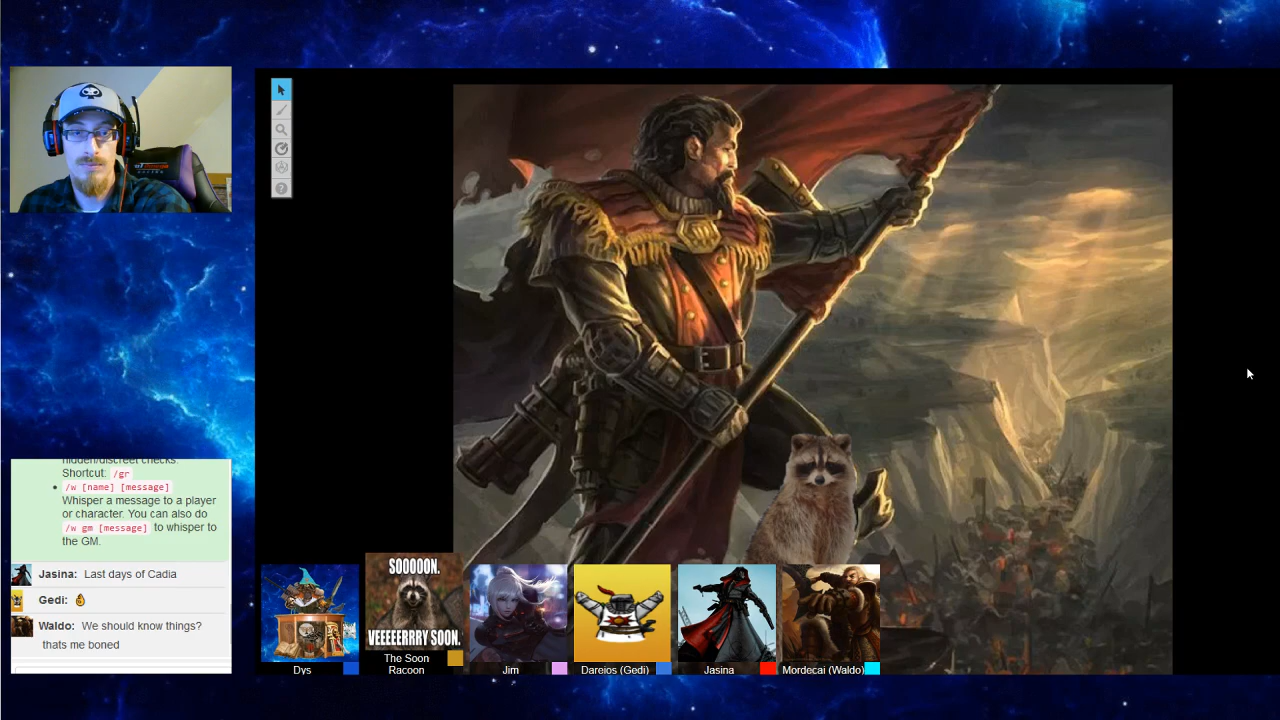 hidden/discreet checks.
Shortcut: /gr
• /w [name] [message]
Whisper a message to a player
or character. You can also do
/w gm [message] to whisper to
the GM.
Jasina: Last days of Cadia
Gedi: 👌
Waldo: We should know things?
thats me boned
SOOOOON.
VEEEEERRRY SOON.
Dys
The Soon
Racoon
Jim
Dareios (Gedi)
Jasina
Mordecai (Waldo)